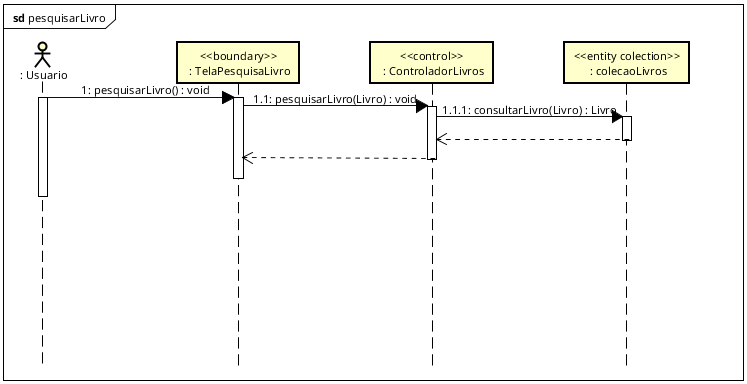 sd pesquisarLivro
: Usuario
<<boundary>>
: TelaPesquisaLivro
<<control>>
: ControladorLivros
<<entity colection>>
: colecaoLivros
1: pesquisarLivro() : void
1.1: pesquisarLivro(Livro) : void
1.1.1: consultarLivro(Livro) : Livro